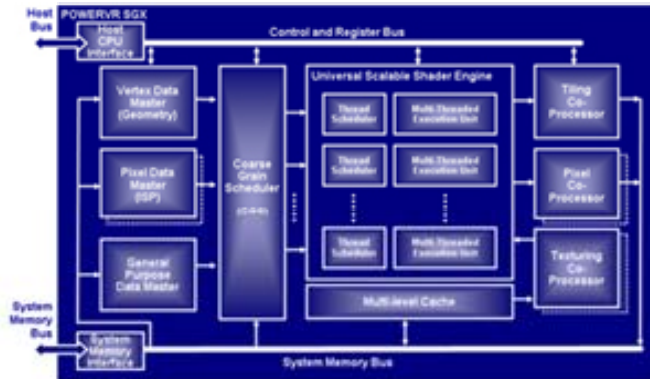 POWERVR SGX
Host
Bus
Host
CPU
Interface
Control and Register Bus
Vertex Data
Master
(Geometry)
Pixel Data
Master
(ISP)
General
Purpose
Data Master
Coarse
Grain
Scheduler
Universal Scalable Shader Engine
Thread
Scheduler
Multi-Threaded
Execution Unit
Thread
Scheduler
Multi-Threaded
Execution Unit
Thread
Scheduler
Multi-Threaded
Execution Unit
Multi-level Cache
Tiling
Co-
Processor
Pixel
Co-
Processor
Texturing
Co-
Processor
System
Memory
Bus
System
Memory
Interface
System Memory Bus